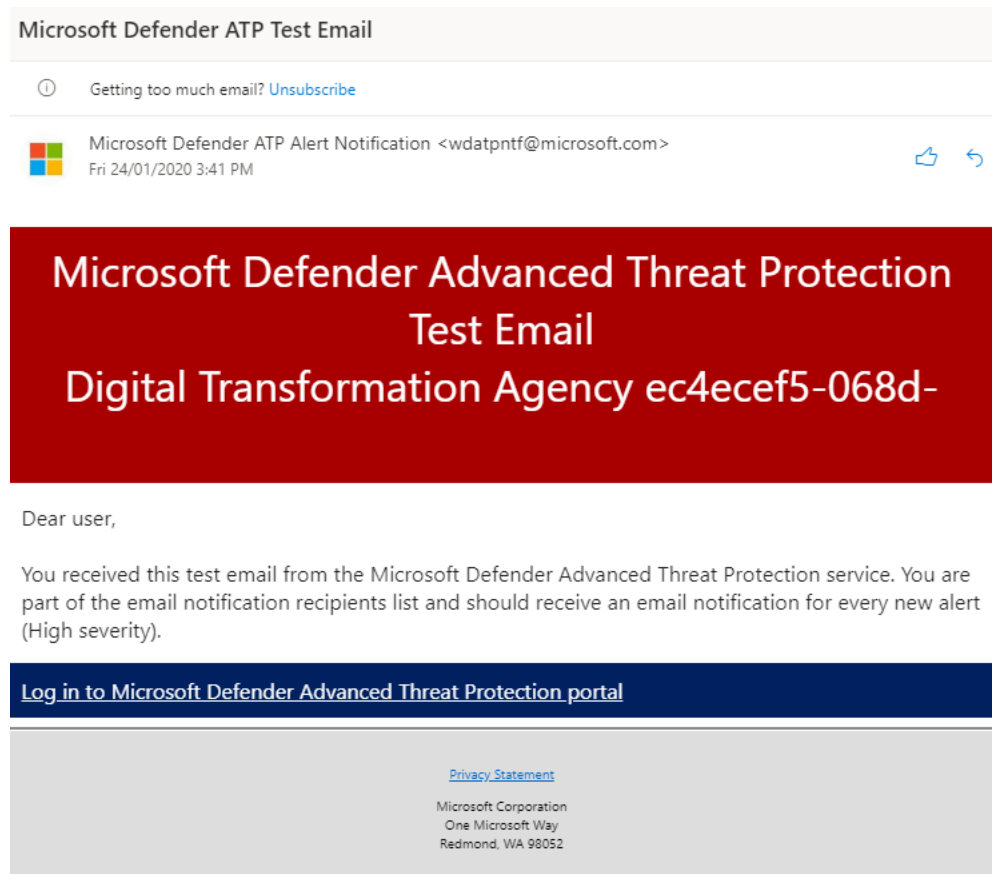 Microsoft Defender ATP Test Email
Getting too much email? Unsubscribe
Microsoft Defender ATP Alert Notification <wdatpntf@microsoft.com>
Fri 24/01/2020 3:41 PM
Microsoft Defender Advanced Threat Protection
Test Email
Digital Transformation Agency ec4ecef5-068d-
Dear user,
You received this test email from the Microsoft Defender Advanced Threat Protection service. You are
part of the email notification recipients list and should receive an email notification for every new alert
(High severity).
Log in to Microsoft Defender Advanced Threat Protection portal
Privacy Statement
Microsoft Corporation
One Microsoft Way
Redmond, WA 98052